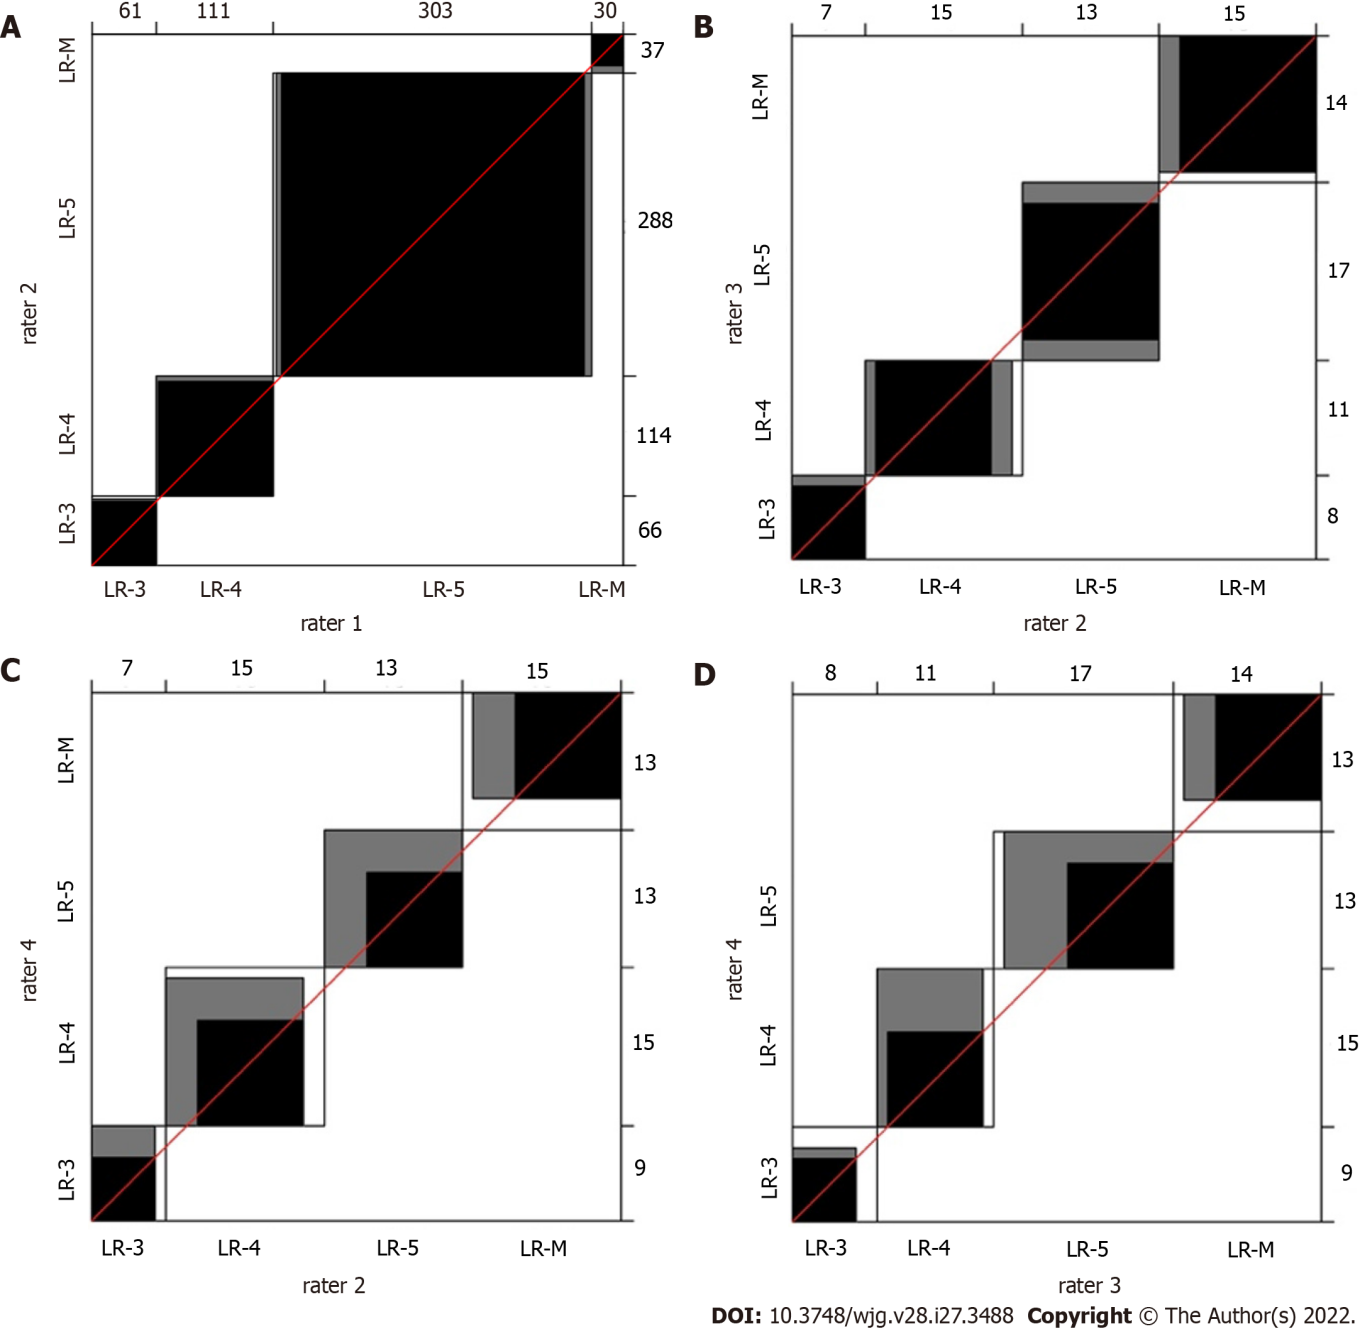 A
61 111 303 30
LR-M
LR-5
LR-4
LR-3
rater 2
37
288
114
66
LR-3 LR-4 LR-5 LR-M
rater 1
B
7 15 13 15
LR-M
LR-5
LR-4
LR-3
rater 3
14
17
11
8
LR-3 LR-4 LR-5 LR-M
rater 2
C
7 15 13 15
LR-M
LR-5
LR-4
LR-3
rater 4
13
13
15
9
LR-3 LR-4 LR-5 LR-M
rater 2
D
8 11 17 14
LR-M
LR-5
LR-4
LR-3
rater 4
13
13
15
9
LR-3 LR-4 LR-5 LR-M
rater 3
DOI: 10.3748/wjg.v28.i27.3488 Copyright © The Author(s) 2022.